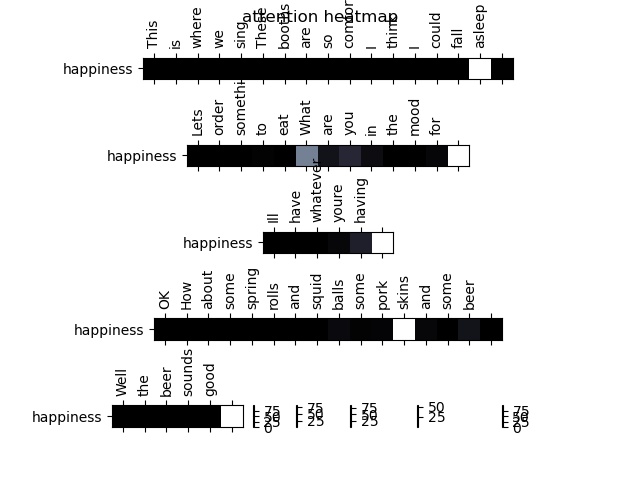 attention heatmap
This is where we sing These booths are so I think I could fall asleep
happiness
Lets order to eat What are you in the mood for
happiness
Ill have whatever youre having
happiness
OK How about some spring rolls and squid balls some pork skins and some beer
happiness
Well the beer sounds good
happiness
75 50 25 0
75 50 25
75 50 25
50 25
75 50 25 0